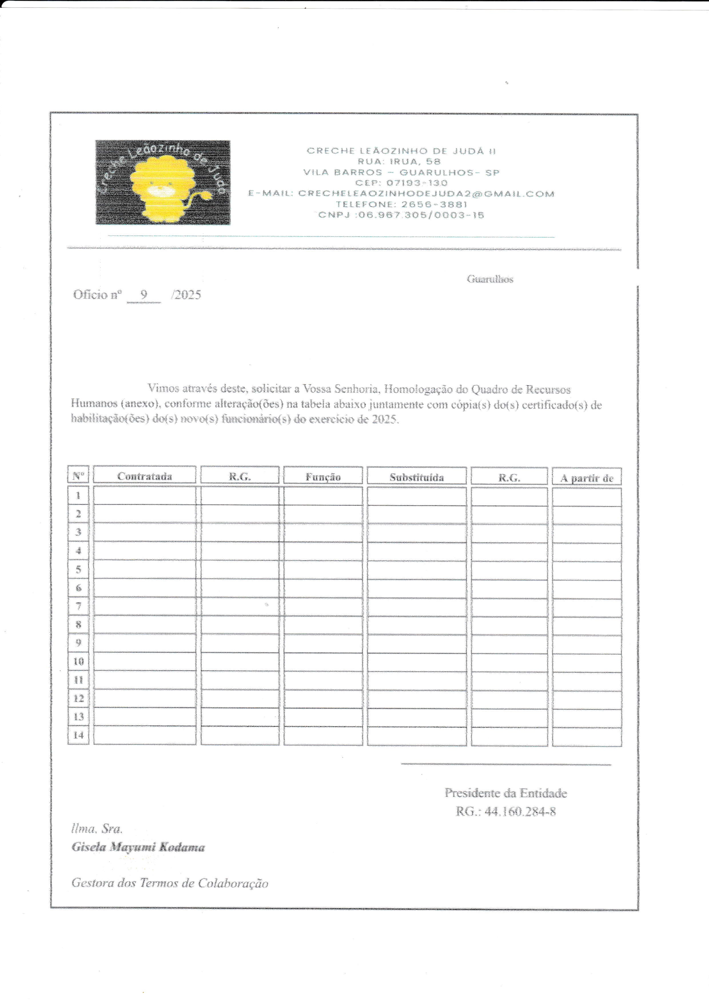 Creche Leãozinho de Judá
CRECHE LEÃOZINHO DE JUDÁ II
RUA: IRUA, 58
VILA BARROS – GUARULHOS- SP
CEP: 07193-130
E-MAIL: CRECHELEAOZINHODEJUDA2@GMAIL.COM
TELEFONE: 2656-3881
CNPJ :06.967.305/0003-15
Guarulhos
Ofício nº 9 /2025
Vimos através deste, solicitar a Vossa Senhoria, Homologação do Quadro de Recursos
Humanos (anexo), conforme alteração(ões) na tabela abaixo juntamente com cópia(s) do(s) certificado(s) de
habilitação(ões) do(s) novo(s) funcionário(s) do exercício de 2025.
Nº Contratada R.G. Função Substituída R.G. A partir de
1
2
3
4
5
6
7
8
9
10
11
12
13
14
Presidente da Entidade
RG.: 44.160.284-8
Ilma. Sra.
Gisela Mayumi Kodama
Gestora dos Termos de Colaboração